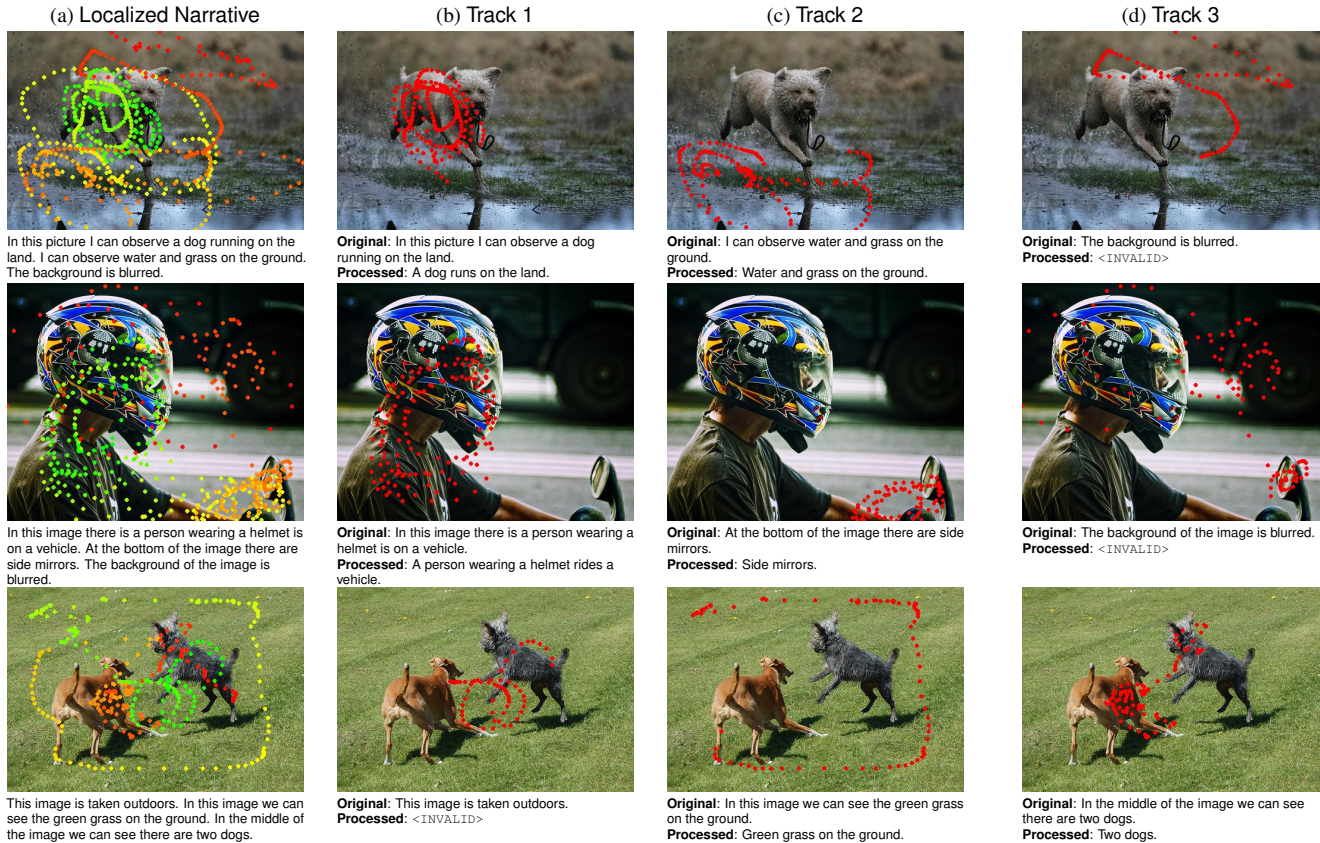 (a) Localized Narrative
(b) Track 1
(c) Track 2
(d) Track 3
In this picture I can observe a dog running on the
land. I can observe water and grass on the ground.
The background is blurred.
Original: In this picture I can observe a dog
running on the land.
Processed: A dog runs on the land.
Original: I can observe water and grass on the
ground.
Processed: Water and grass on the ground.
Original: The background is blurred.
Processed: <INVALID>
In this image there is a person wearing a helmet is
on a vehicle. At the bottom of the image there are
side mirrors. The background of the image is
blurred.
Original: In this image there is a person wearing a
helmet is on a vehicle.
Processed: A person wearing a helmet rides a
vehicle.
Original: At the bottom of the image there are side
mirrors.
Processed: Side mirrors.
Original: The background of the image is blurred.
Processed: <INVALID>
This image is taken outdoors. In this image we can
see the green grass on the ground. In the middle of
the image we can see there are two dogs.
Original: This image is taken outdoors.
Processed: <INVALID>
Original: In this image we can see the green grass
on the ground.
Processed: Green grass on the ground.
Original: In the middle of the image we can see
there are two dogs.
Processed: Two dogs.